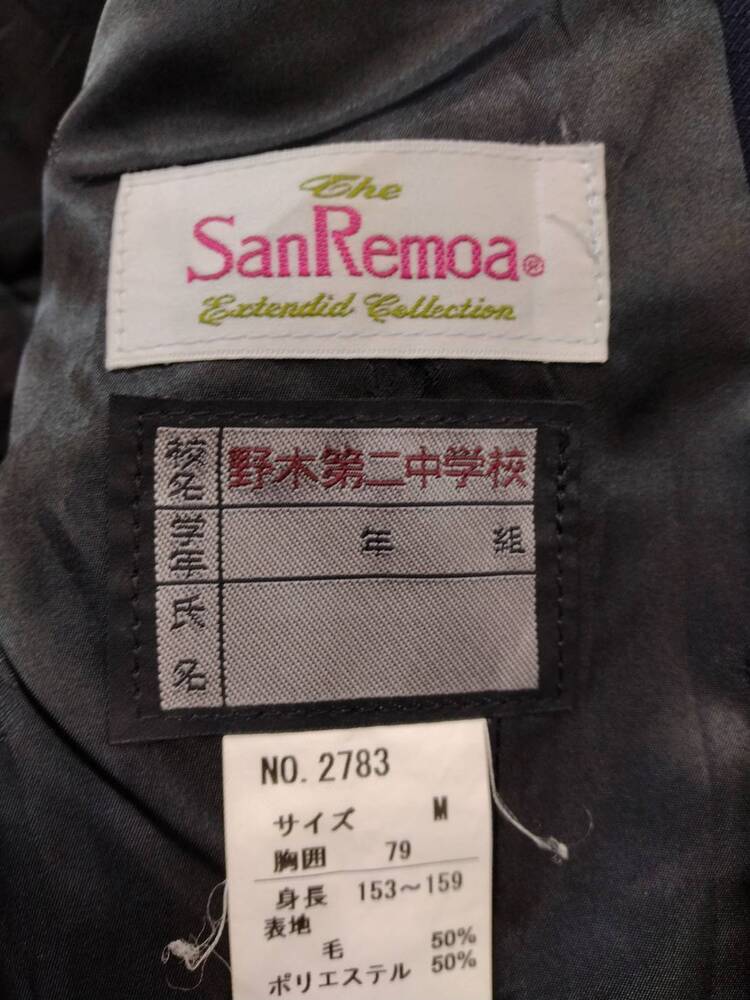 The
SanRemoa®
Extendid Collection
校名 野木第二中学校
学年 年 組
氏名
NO. 2783
サイズ M
胸囲 79
身長 153～159
表地
毛 50%
ポリエステル 50%